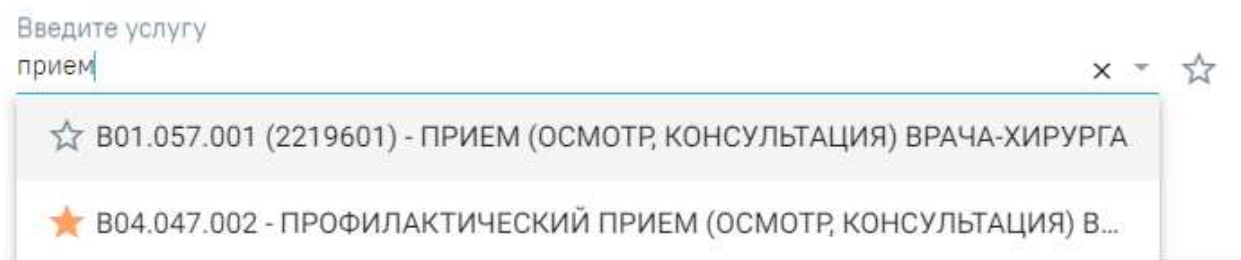 Введите услугу
прием
B01.057.001 (2219601) - ПРИЕМ (ОСМОТР, КОНСУЛЬТАЦИЯ) ВРАЧА-ХИРУРГА
B04.047.002 - ПРОФИЛАКТИЧЕСКИЙ ПРИЕМ (ОСМОТР, КОНСУЛЬТАЦИЯ) В...